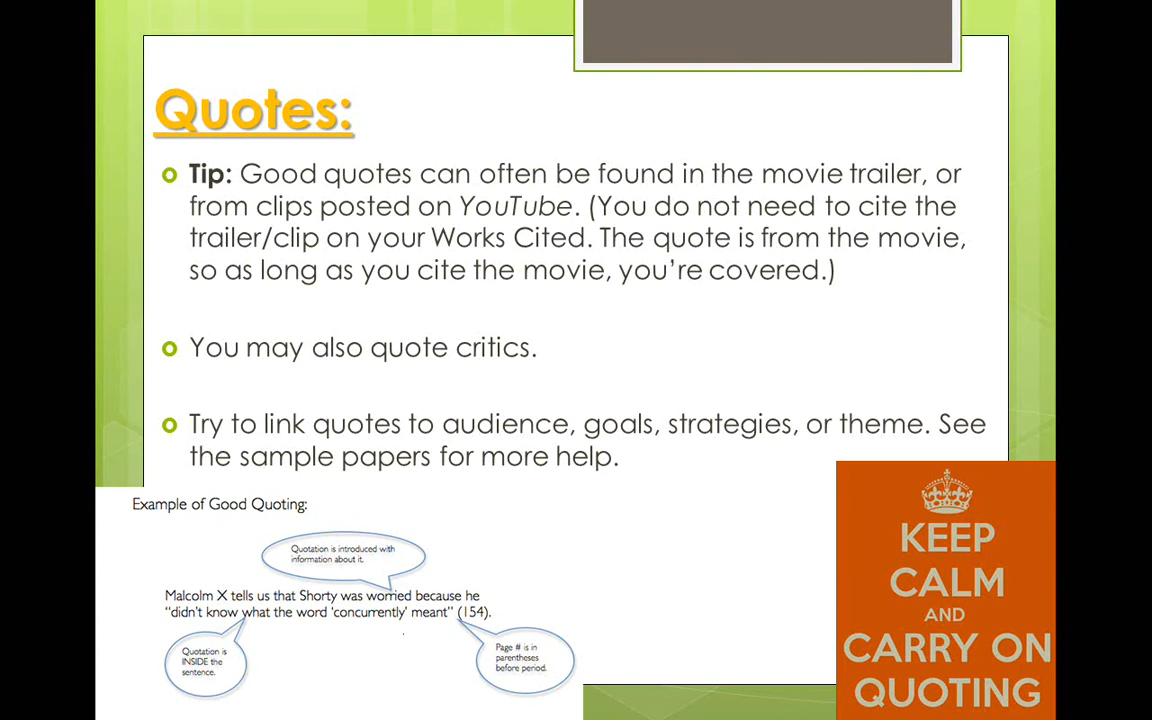 Quotes:
Tip: Good quotes can often be found in the movie trailer, or
from clips posted on YouTube. (You do not need to cite the
trailer/clip on your Works Cited. The quote is from the movie,
so as long as you cite the movie, you’re covered.)
You may also quote critics.
Try to link quotes to audience, goals, strategies, or theme. See
the sample papers for more help.
Example of Good Quoting:
Quotation is introduced with
information about it.
Malcolm X tells us that Shorty was worried because he
“didn’t know what the word ‘concurrently’ meant” (154).
Quotation is
INSIDE the
sentence.
Page # is in
parentheses
before period.
KEEP
CALM
AND
CARRY ON
QUOTING